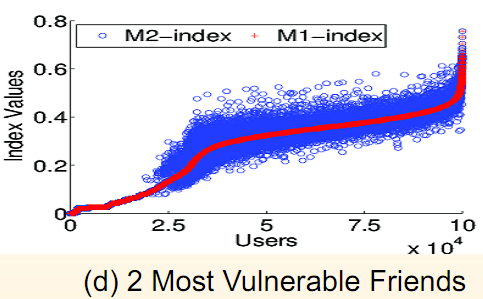 0.8
M2-index M1-index
0.6
0.4
0.2
0
Index Values
0 2.5 5 7.5 10
Users
× 10^4
(d) 2 Most Vulnerable Friends